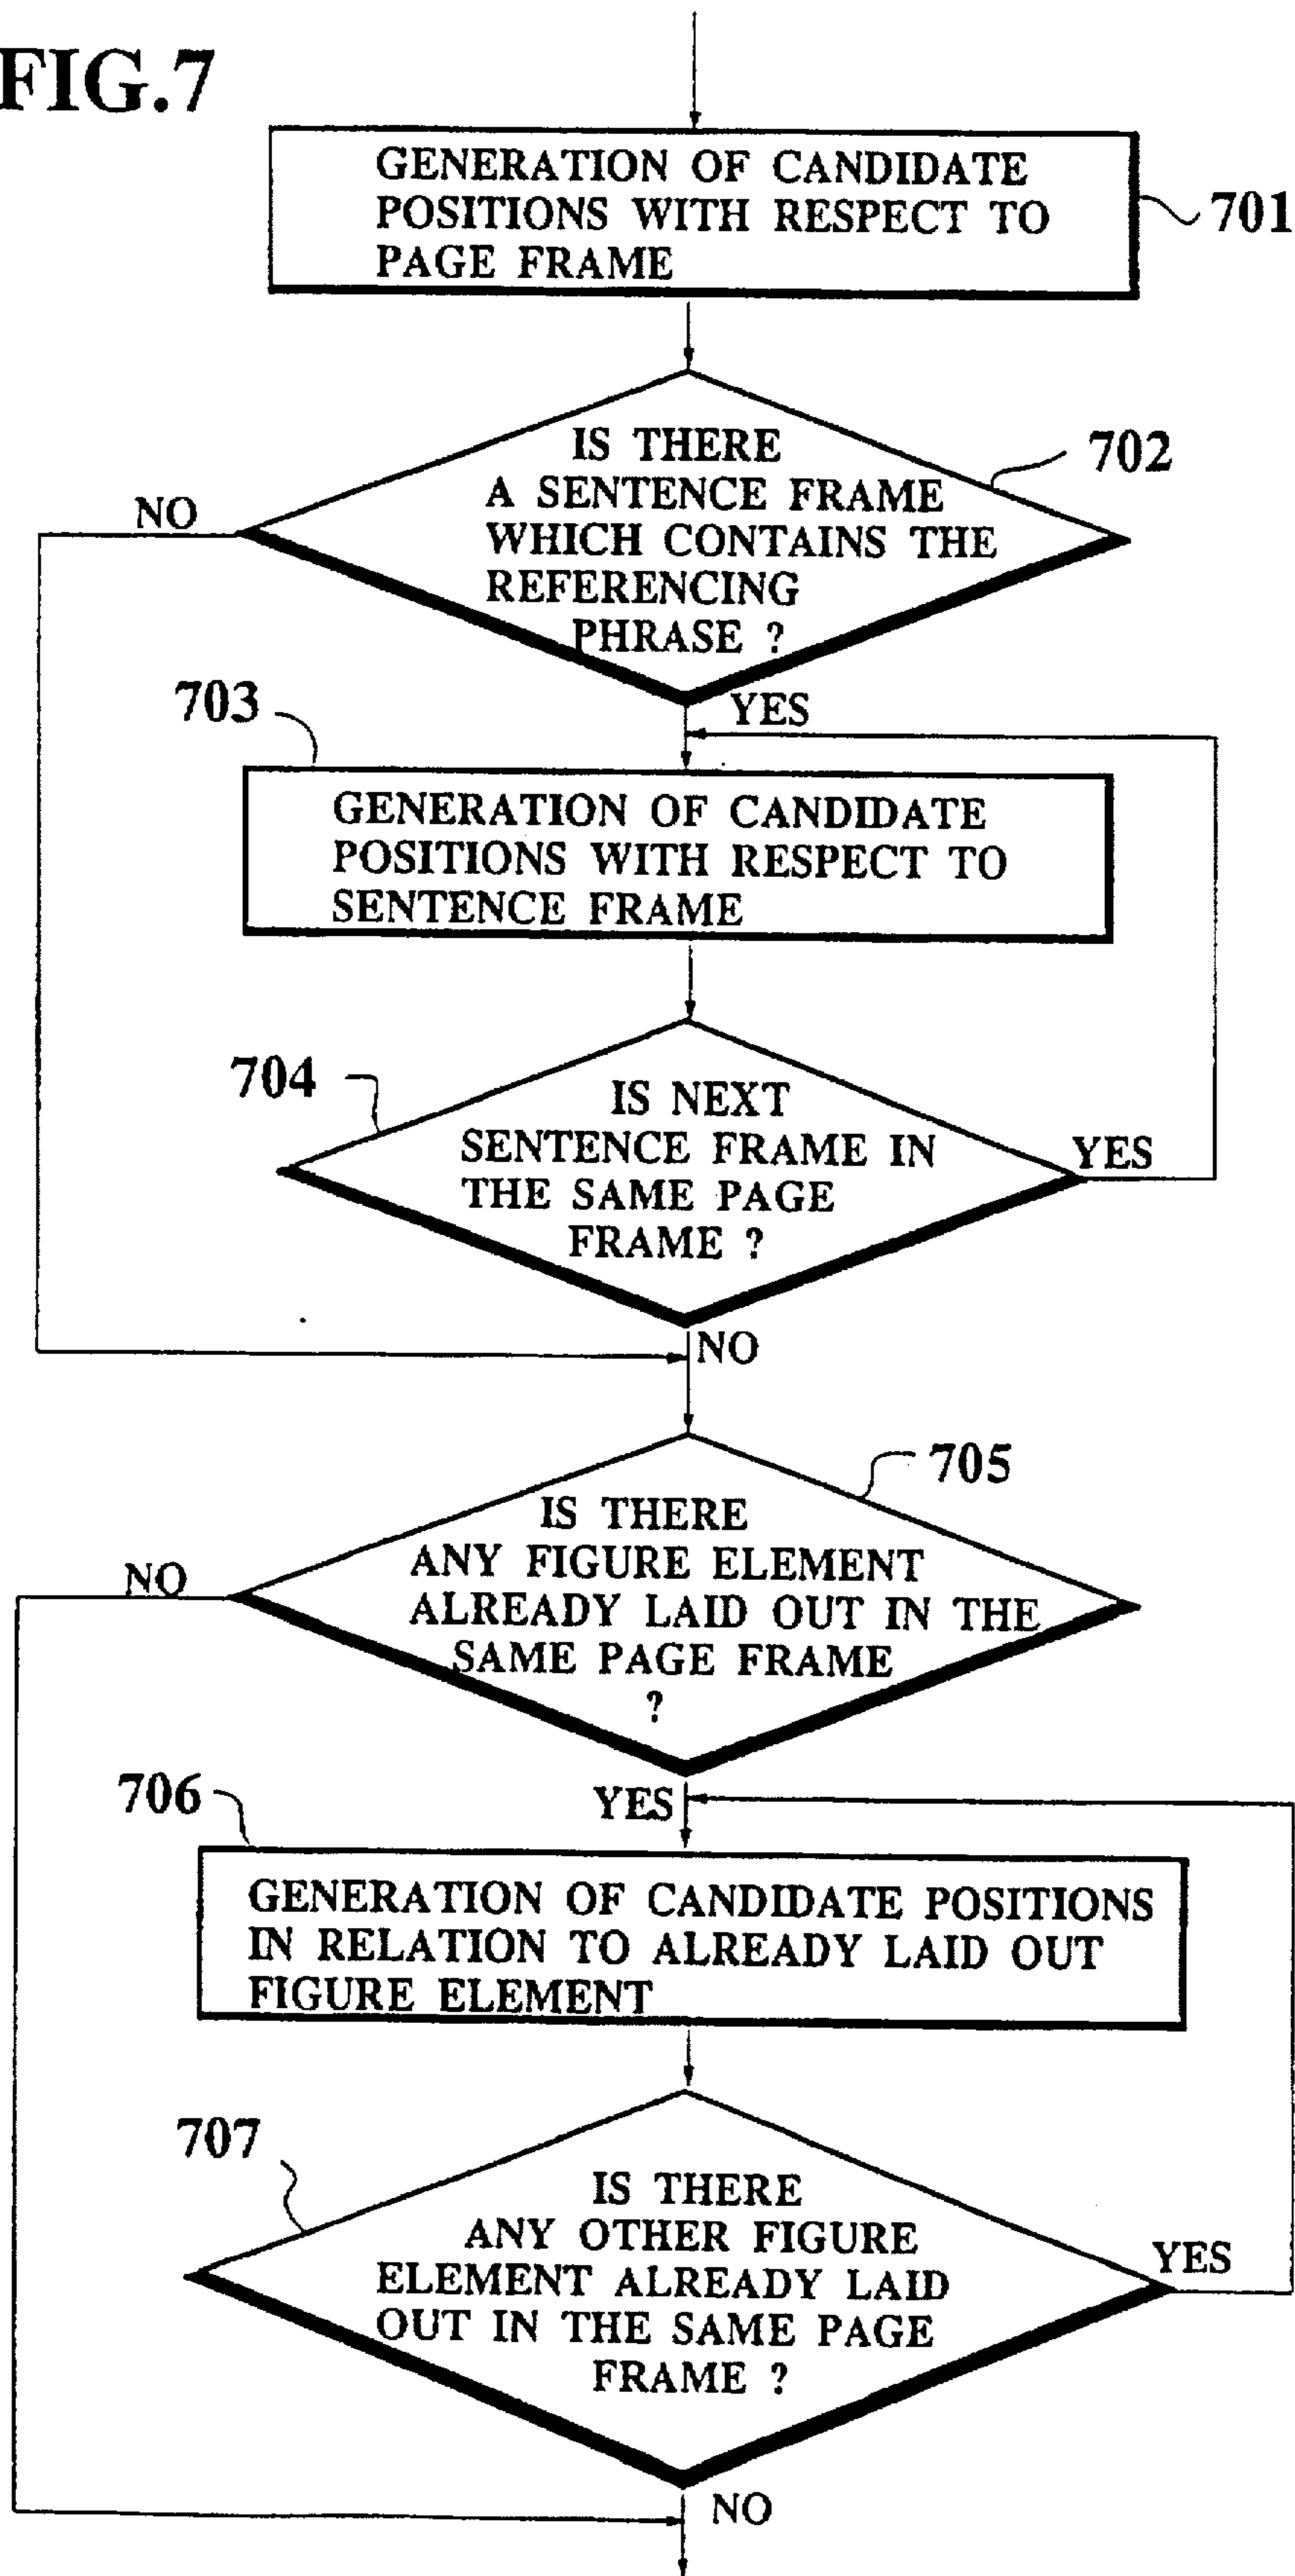 FIG.7
GENERATION OF CANDIDATE
POSITIONS WITH RESPECT TO
PAGE FRAME
701
IS THERE
A SENTENCE FRAME
WHICH CONTAINS THE
REFERENCING
PHRASE ?
702
NO
YES
703
GENERATION OF CANDIDATE
POSITIONS WITH RESPECT TO
SENTENCE FRAME
704
IS NEXT
SENTENCE FRAME IN
THE SAME PAGE
FRAME ?
YES
NO
705
IS THERE
ANY FIGURE ELEMENT
ALREADY LAID OUT IN THE
SAME PAGE FRAME
?
NO
YES
706
GENERATION OF CANDIDATE POSITIONS
IN RELATION TO ALREADY LAID OUT
FIGURE ELEMENT
707
IS THERE
ANY OTHER FIGURE
ELEMENT ALREADY LAID
OUT IN THE SAME PAGE
FRAME ?
YES
NO